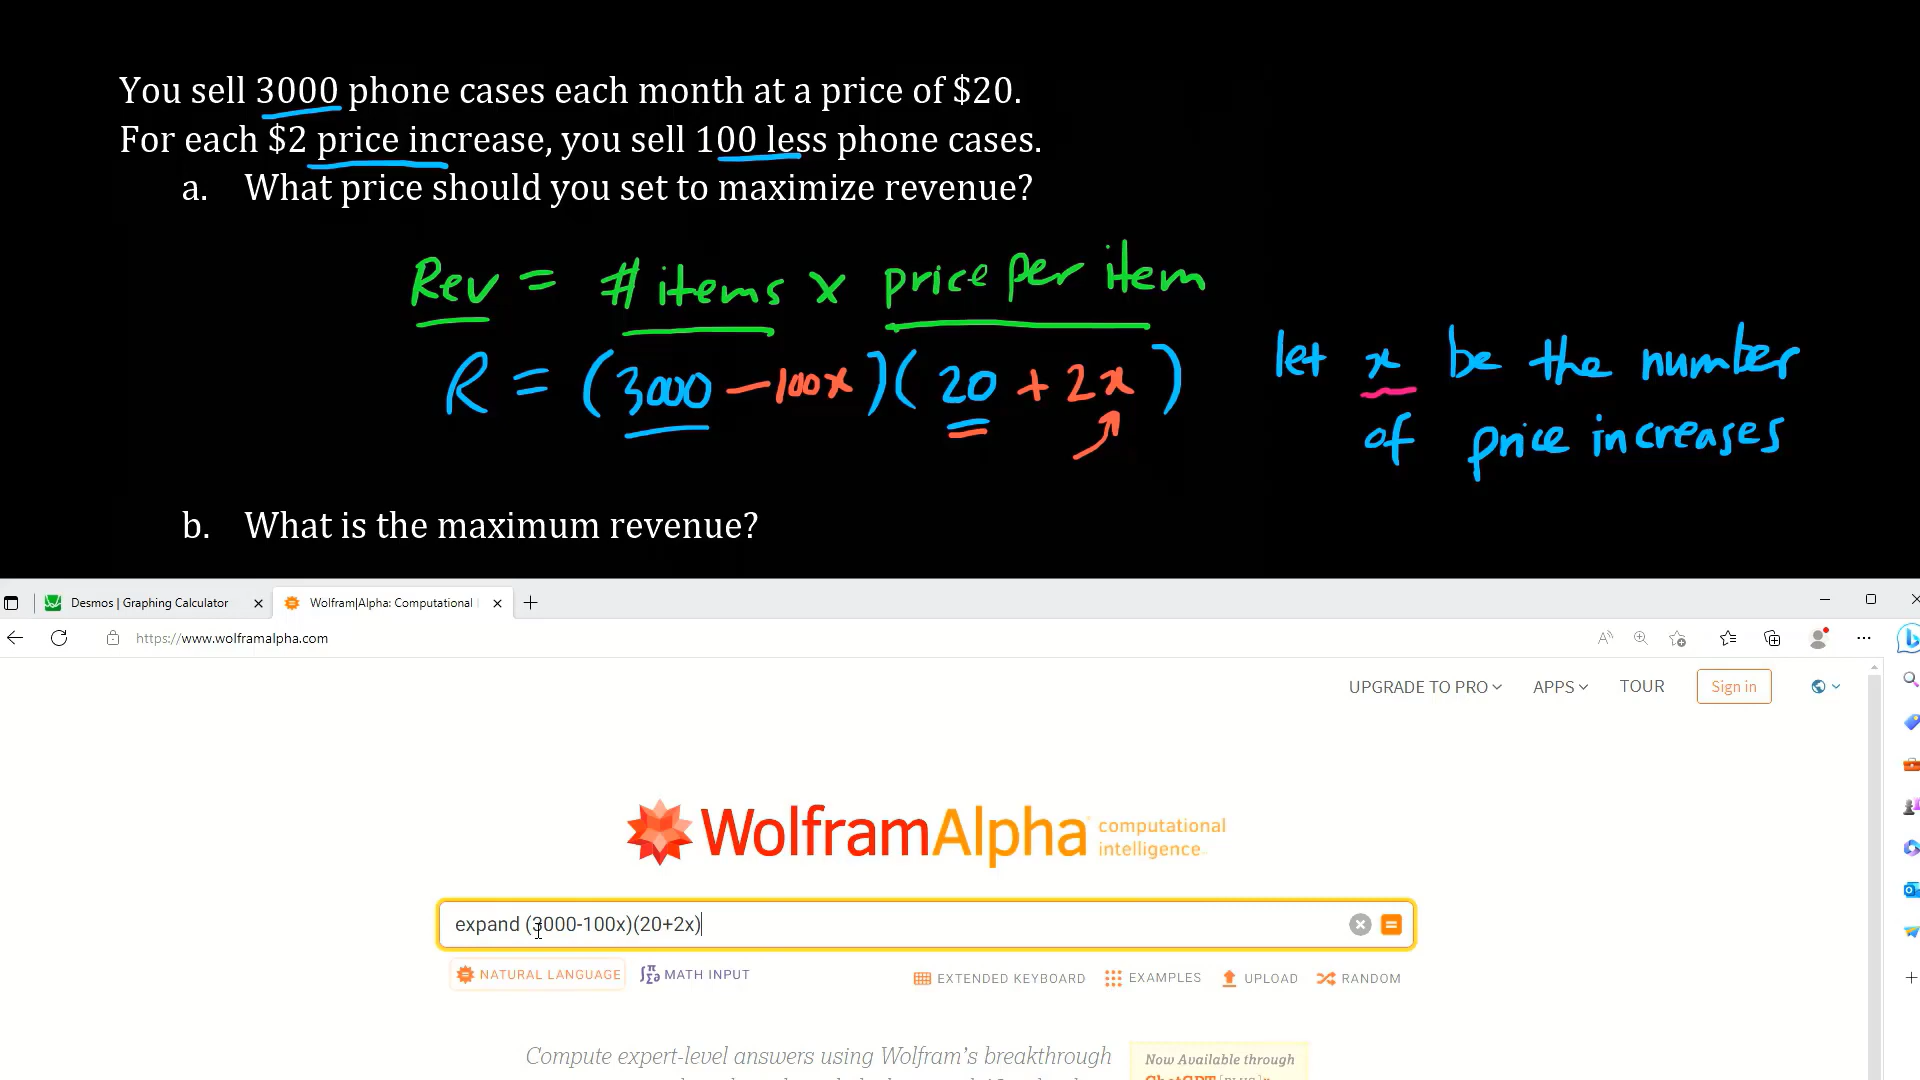 You sell 3000 phone cases each month at a price of $20.
For each $2 price increase, you sell 100 less phone cases.
a. What price should you set to maximize revenue?
Rev = # items x price per item
R = (3000 - 100x)(20 + 2x)
let x be the number
of price increases
b. What is the maximum revenue?
Desmos | Graphing Calculator
Wolfram|Alpha: Computational
https://www.wolframalpha.com
UPGRADE TO PRO
APPS
TOUR
Sign in
WolframAlpha
computational
intelligence
expand (3000-100x)(20+2x)
NATURAL LANGUAGE
MATH INPUT
EXTENDED KEYBOARD
EXAMPLES
UPLOAD
RANDOM
Compute expert-level answers using Wolfram's breakthrough
Now Available through